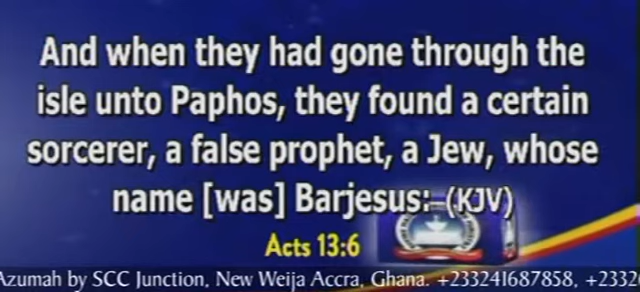 And when they had gone through the
isle unto Paphos, they found a certain
sorcerer, a false prophet, a Jew, whose
name [was] Barjesus: (KJV)
Acts 13:6
Azumah by SCC Junction, New Weija Accra, Ghana. +233241687858, +2332